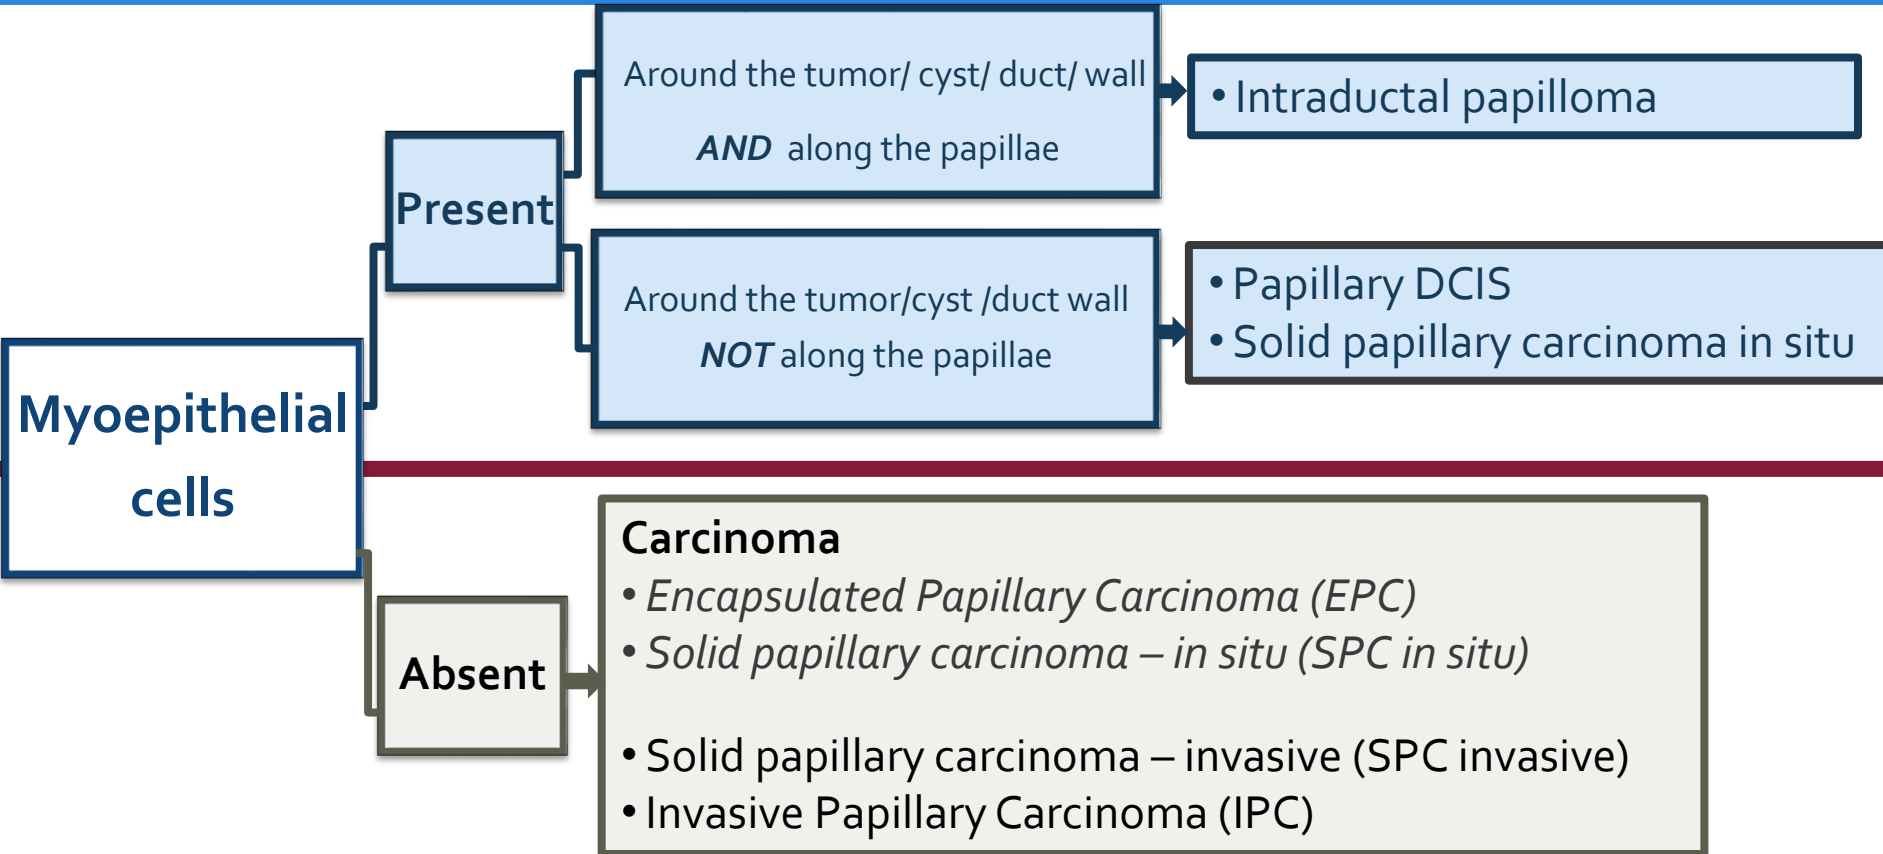 Around the tumor/ cyst/ duct/ wall
AND along the papillae
• Intraductal papilloma
Present
Around the tumor/cyst /duct wall
NOT along the papillae
• Papillary DCIS
• Solid papillary carcinoma in situ
Myoepithelial
cells
Absent
Carcinoma
• Encapsulated Papillary Carcinoma (EPC)
• Solid papillary carcinoma – in situ (SPC in situ)
• Solid papillary carcinoma – invasive (SPC invasive)
• Invasive Papillary Carcinoma (IPC)